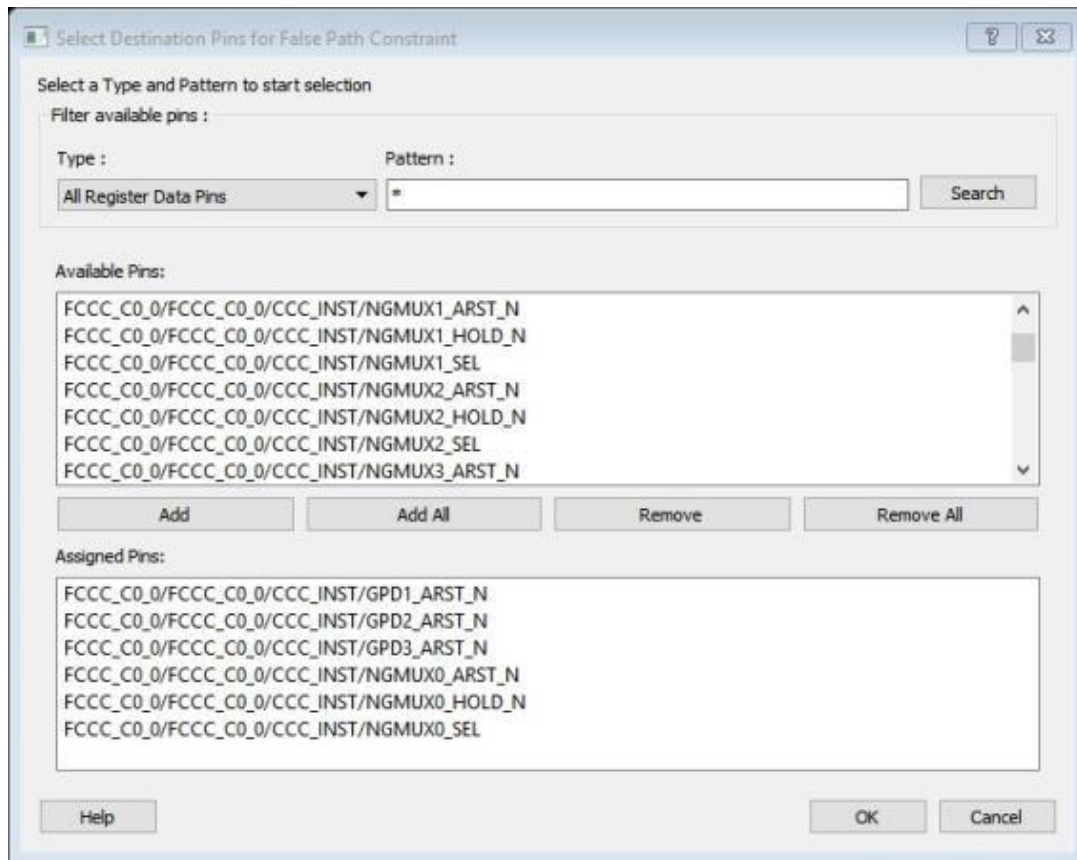 Select Destination Pins for False Path Constraint
Select a Type and Pattern to start selection
Filter available pins :
Type : Pattern :
All Register Data Pins * Search
Available Pins:
FCCC_C0_0/FCCC_C0_0/CCC_INST/NGMUX1_ARST_N
FCCC_C0_0/FCCC_C0_0/CCC_INST/NGMUX1_HOLD_N
FCCC_C0_0/FCCC_C0_0/CCC_INST/NGMUX1_SEL
FCCC_C0_0/FCCC_C0_0/CCC_INST/NGMUX2_ARST_N
FCCC_C0_0/FCCC_C0_0/CCC_INST/NGMUX2_HOLD_N
FCCC_C0_0/FCCC_C0_0/CCC_INST/NGMUX2_SEL
FCCC_C0_0/FCCC_C0_0/CCC_INST/NGMUX3_ARST_N
Add Add All Remove Remove All
Assigned Pins:
FCCC_C0_0/FCCC_C0_0/CCC_INST/GPD1_ARST_N
FCCC_C0_0/FCCC_C0_0/CCC_INST/GPD2_ARST_N
FCCC_C0_0/FCCC_C0_0/CCC_INST/GPD3_ARST_N
FCCC_C0_0/FCCC_C0_0/CCC_INST/NGMUX0_ARST_N
FCCC_C0_0/FCCC_C0_0/CCC_INST/NGMUX0_HOLD_N
FCCC_C0_0/FCCC_C0_0/CCC_INST/NGMUX0_SEL
Help OK Cancel